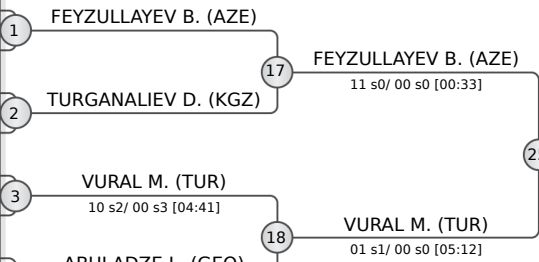 FEYZULLAYEV B. (AZE)
1
17
FEYZULLAYEV B. (AZE)
11 s0/ 00 s0 [00:33]
TURGANALIEV D. (KGZ)
2
VURAL M. (TUR)
3
10 s2/ 00 s3 [04:41]
18
VURAL M. (TUR)
01 s1/ 00 s0 [05:12]